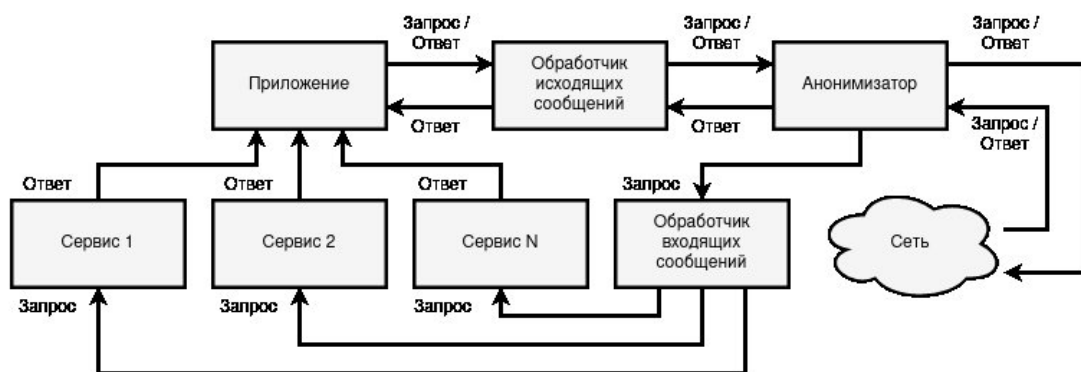 Запрос /
Ответ
Запрос /
Ответ
Запрос /
Ответ
Приложение
Обработчик
исходящих
сообщений
Анонимизатор
Ответ
Ответ
Запрос /
Ответ
Ответ
Ответ
Ответ
Запрос
Сервис 1
Сервис 2
Сервис N
Обработчик
входящих
сообщений
Сеть
Запрос
Запрос
Запрос